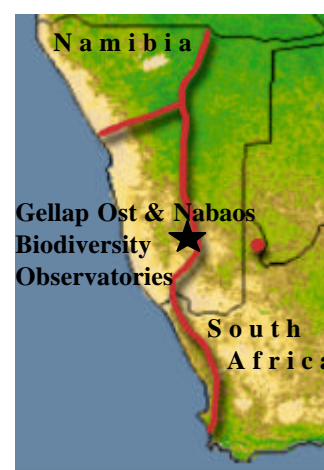 N a m i b i a
Gellap Ost & Nabaos
Biodiversity
Observatories
S o u t h
A f r i c a